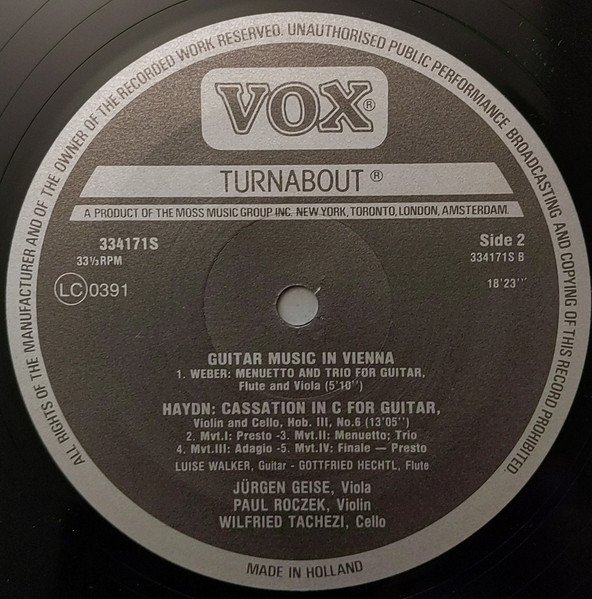 ALL RIGHTS OF THE MANUFACTURER AND OF THE OWNER OF THE RECORDED WORK RESERVED. UNAUTHORISED PUBLIC PERFORMANCE BROADCASTING AND COPYING OF THIS RECORD PROHIBITED.
VOX®
TURNABOUT ®
A PRODUCT OF THE MOSS MUSIC GROUP INC. NEW YORK, TORONTO, LONDON, AMSTERDAM.
334171S Side 2
33⅓ RPM 334171S B
LC 0391 18'23''
GUITAR MUSIC IN VIENNA
1. WEBER: MENUETTO AND TRIO FOR GUITAR,
Flute and Viola (5'10'')
HAYDN: CASSATION IN C FOR GUITAR,
Violin and Cello, Hob. III, No.6 (13'05'')
2. Mvt.I: Presto -3. Mvt.II: Menuetto; Trio
4. Mvt.III: Adagio -5. Mvt.IV: Finale — Presto
LUISE WALKER, Guitar - GOTTFRIED HECHTL, Flute
JÜRGEN GEISE, Viola
PAUL ROCZEK, Violin
WILFRIED TACHEZI, Cello
MADE IN HOLLAND